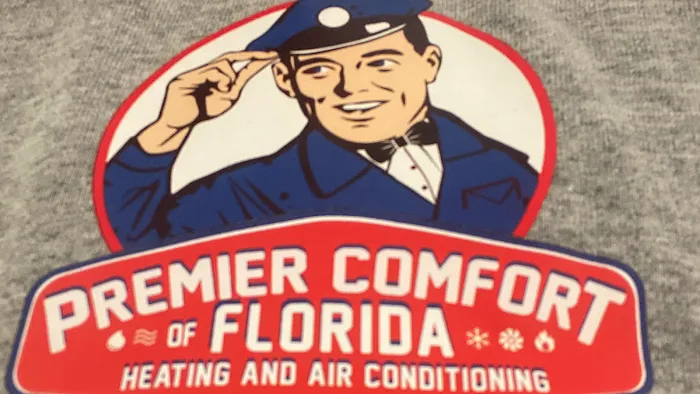 PREMIER COMFORT
OF FLORIDA
HEATING AND AIR CONDITIONING